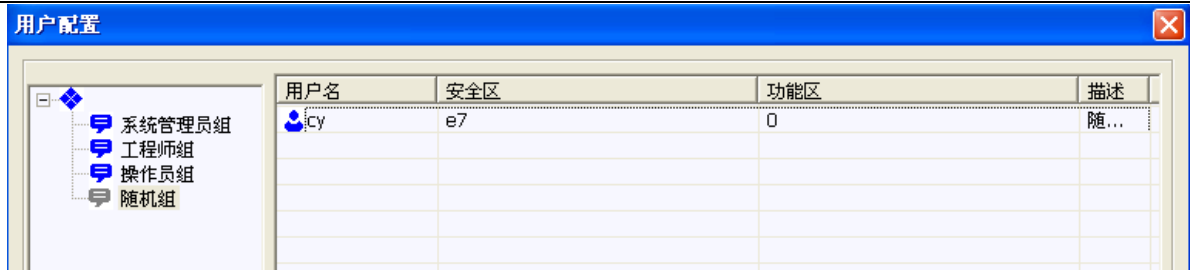 用户配置
用户名 安全区 功能区 描述
cy e7 0 随...
系统管理员组
工程师组
操作员组
随机组